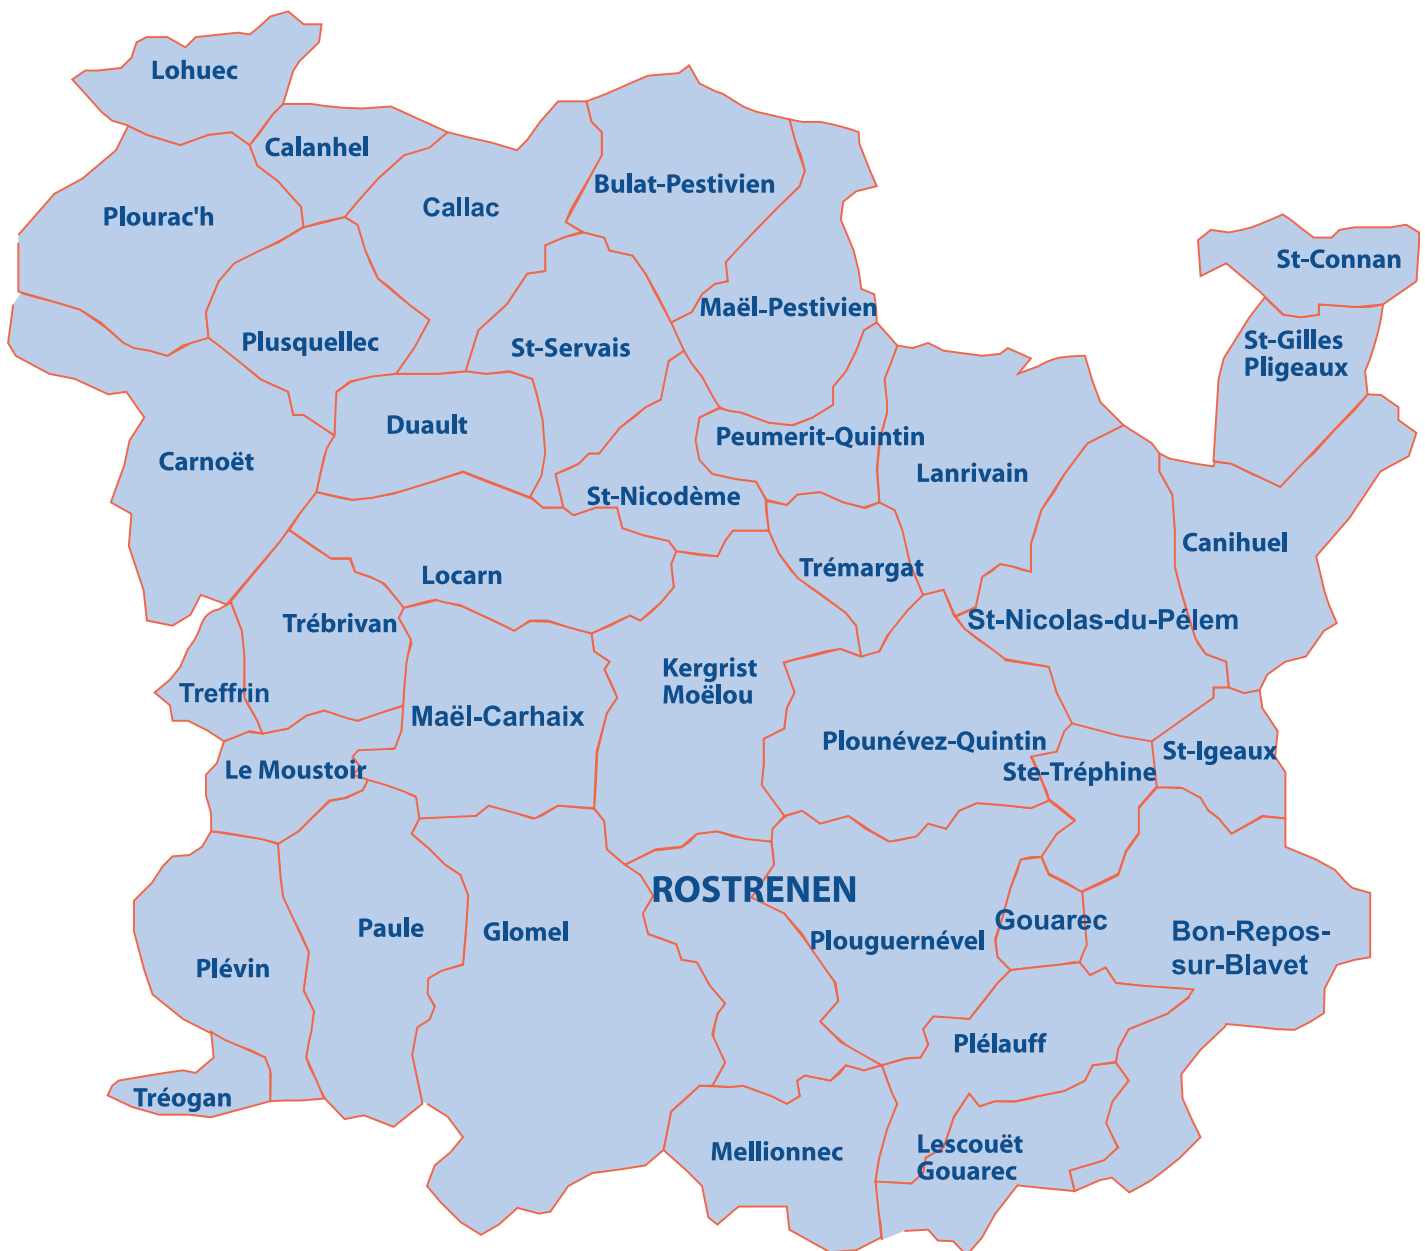 Lohuec
Calanhel
Bulat-Pestivien
Callac
Plourac'h
St-Connan
Maël-Pestivien
Plusquellec
St-Servais
St-Gilles
Pligeaux
Duault
Peumerit-Quintin
Carnoët
Lanrivain
St-Nicodème
Canihuel
Locarn
Trémargat
Trébrivan
St-Nicolas-du-Pélem
Kergrist
Moëlou
Treffrin
Maël-Carhaix
Plounévez-Quintin
St-Igeaux
Le Moustoir
Ste-Tréphine
ROSTRENEN
Gouarec
Paule
Glomel
Plouguernével
Bon-Repos-
sur-Blavet
Plévin
Plélauff
Tréogan
Mellionnec
Lescouët
Gouarec